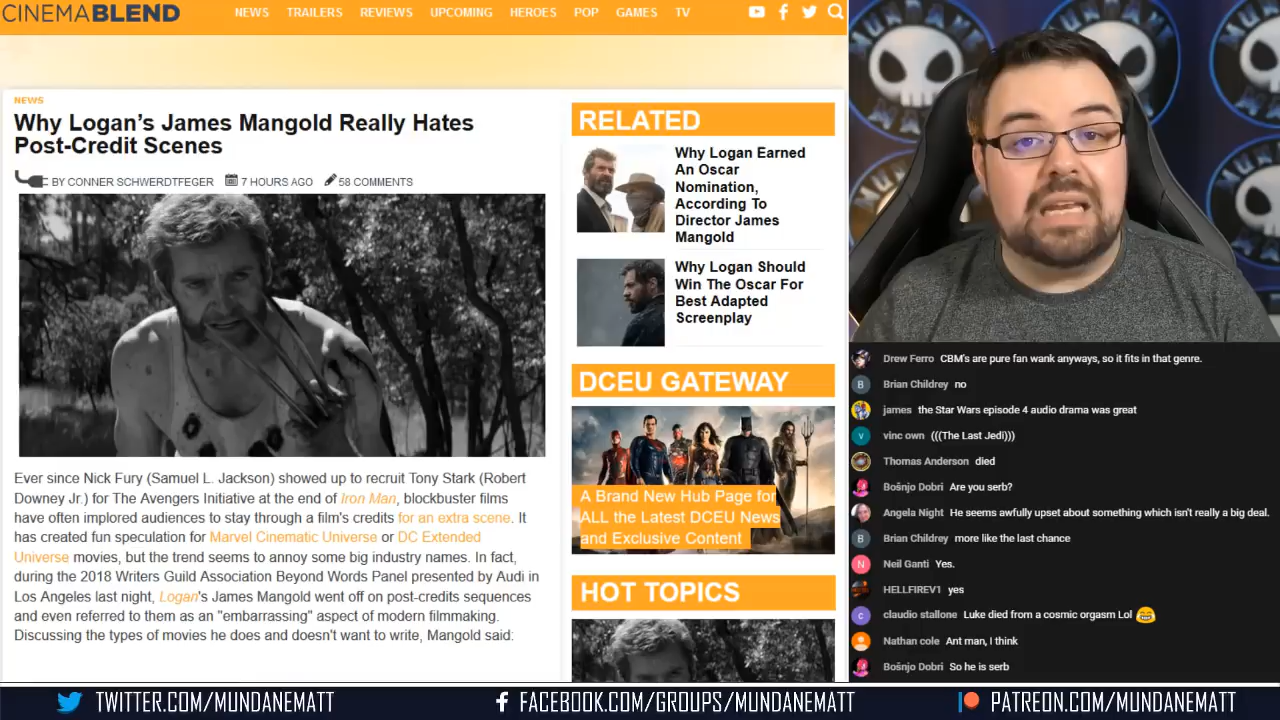 CINEMABLEND
NEWS TRAILERS REVIEWS UPCOMING HEROES POP GAMES TV
NEWS
Why Logan's James Mangold Really Hates
Post-Credit Scenes
BY CONNER SCHWERDTFEGER 7 HOURS AGO 58 COMMENTS
Ever since Nick Fury (Samuel L. Jackson) showed up to recruit Tony Stark (Robert
Downey Jr.) for The Avengers Initiative at the end of Iron Man, blockbuster films
have often implored audiences to stay through a film's credits for an extra scene. It
has created fun speculation for Marvel Cinematic Universe or DC Extended
Universe movies, but the trend seems to annoy some big industry names. In fact,
during the 2018 Writers Guild Association Beyond Words Panel presented by Audi in
Los Angeles last night, Logan's James Mangold went off on post-credits sequences
and even referred to them as an "embarrassing" aspect of modern filmmaking.
Discussing the types of movies he does and doesn't want to write, Mangold said:
RELATED
Why Logan Earned
An Oscar
Nomination,
According To
Director James
Mangold
Why Logan Should
Win The Oscar For
Best Adapted
Screenplay
DCEU GATEWAY
A Brand New Hub Page for
ALL the Latest DCEU News
and Exclusive Content
HOT TOPICS
MUNDANE
MATT
Drew Ferro CBM's are pure fan wank anyways, so it fits in that genre.
B Brian Childrey no
james the Star Wars episode 4 audio drama was great
v vinc own (((The Last Jedi)))
Thomas Anderson died
Bošnjo Dobri Are you serb?
Angela Night He seems awfully upset about something which isn't really a big deal.
B Brian Childrey more like the last chance
N Neil Ganti Yes.
HELLFIREV1 yes
c claudio stallone Luke died from a cosmic orgasm Lol
Nathan cole Ant man, I think
Bošnjo Dobri So he is serb
TWITTER.COM/MUNDANEMATT FACEBOOK.COM/GROUPS/MUNDANEMATT PATREON.COM/MUNDANEMATT